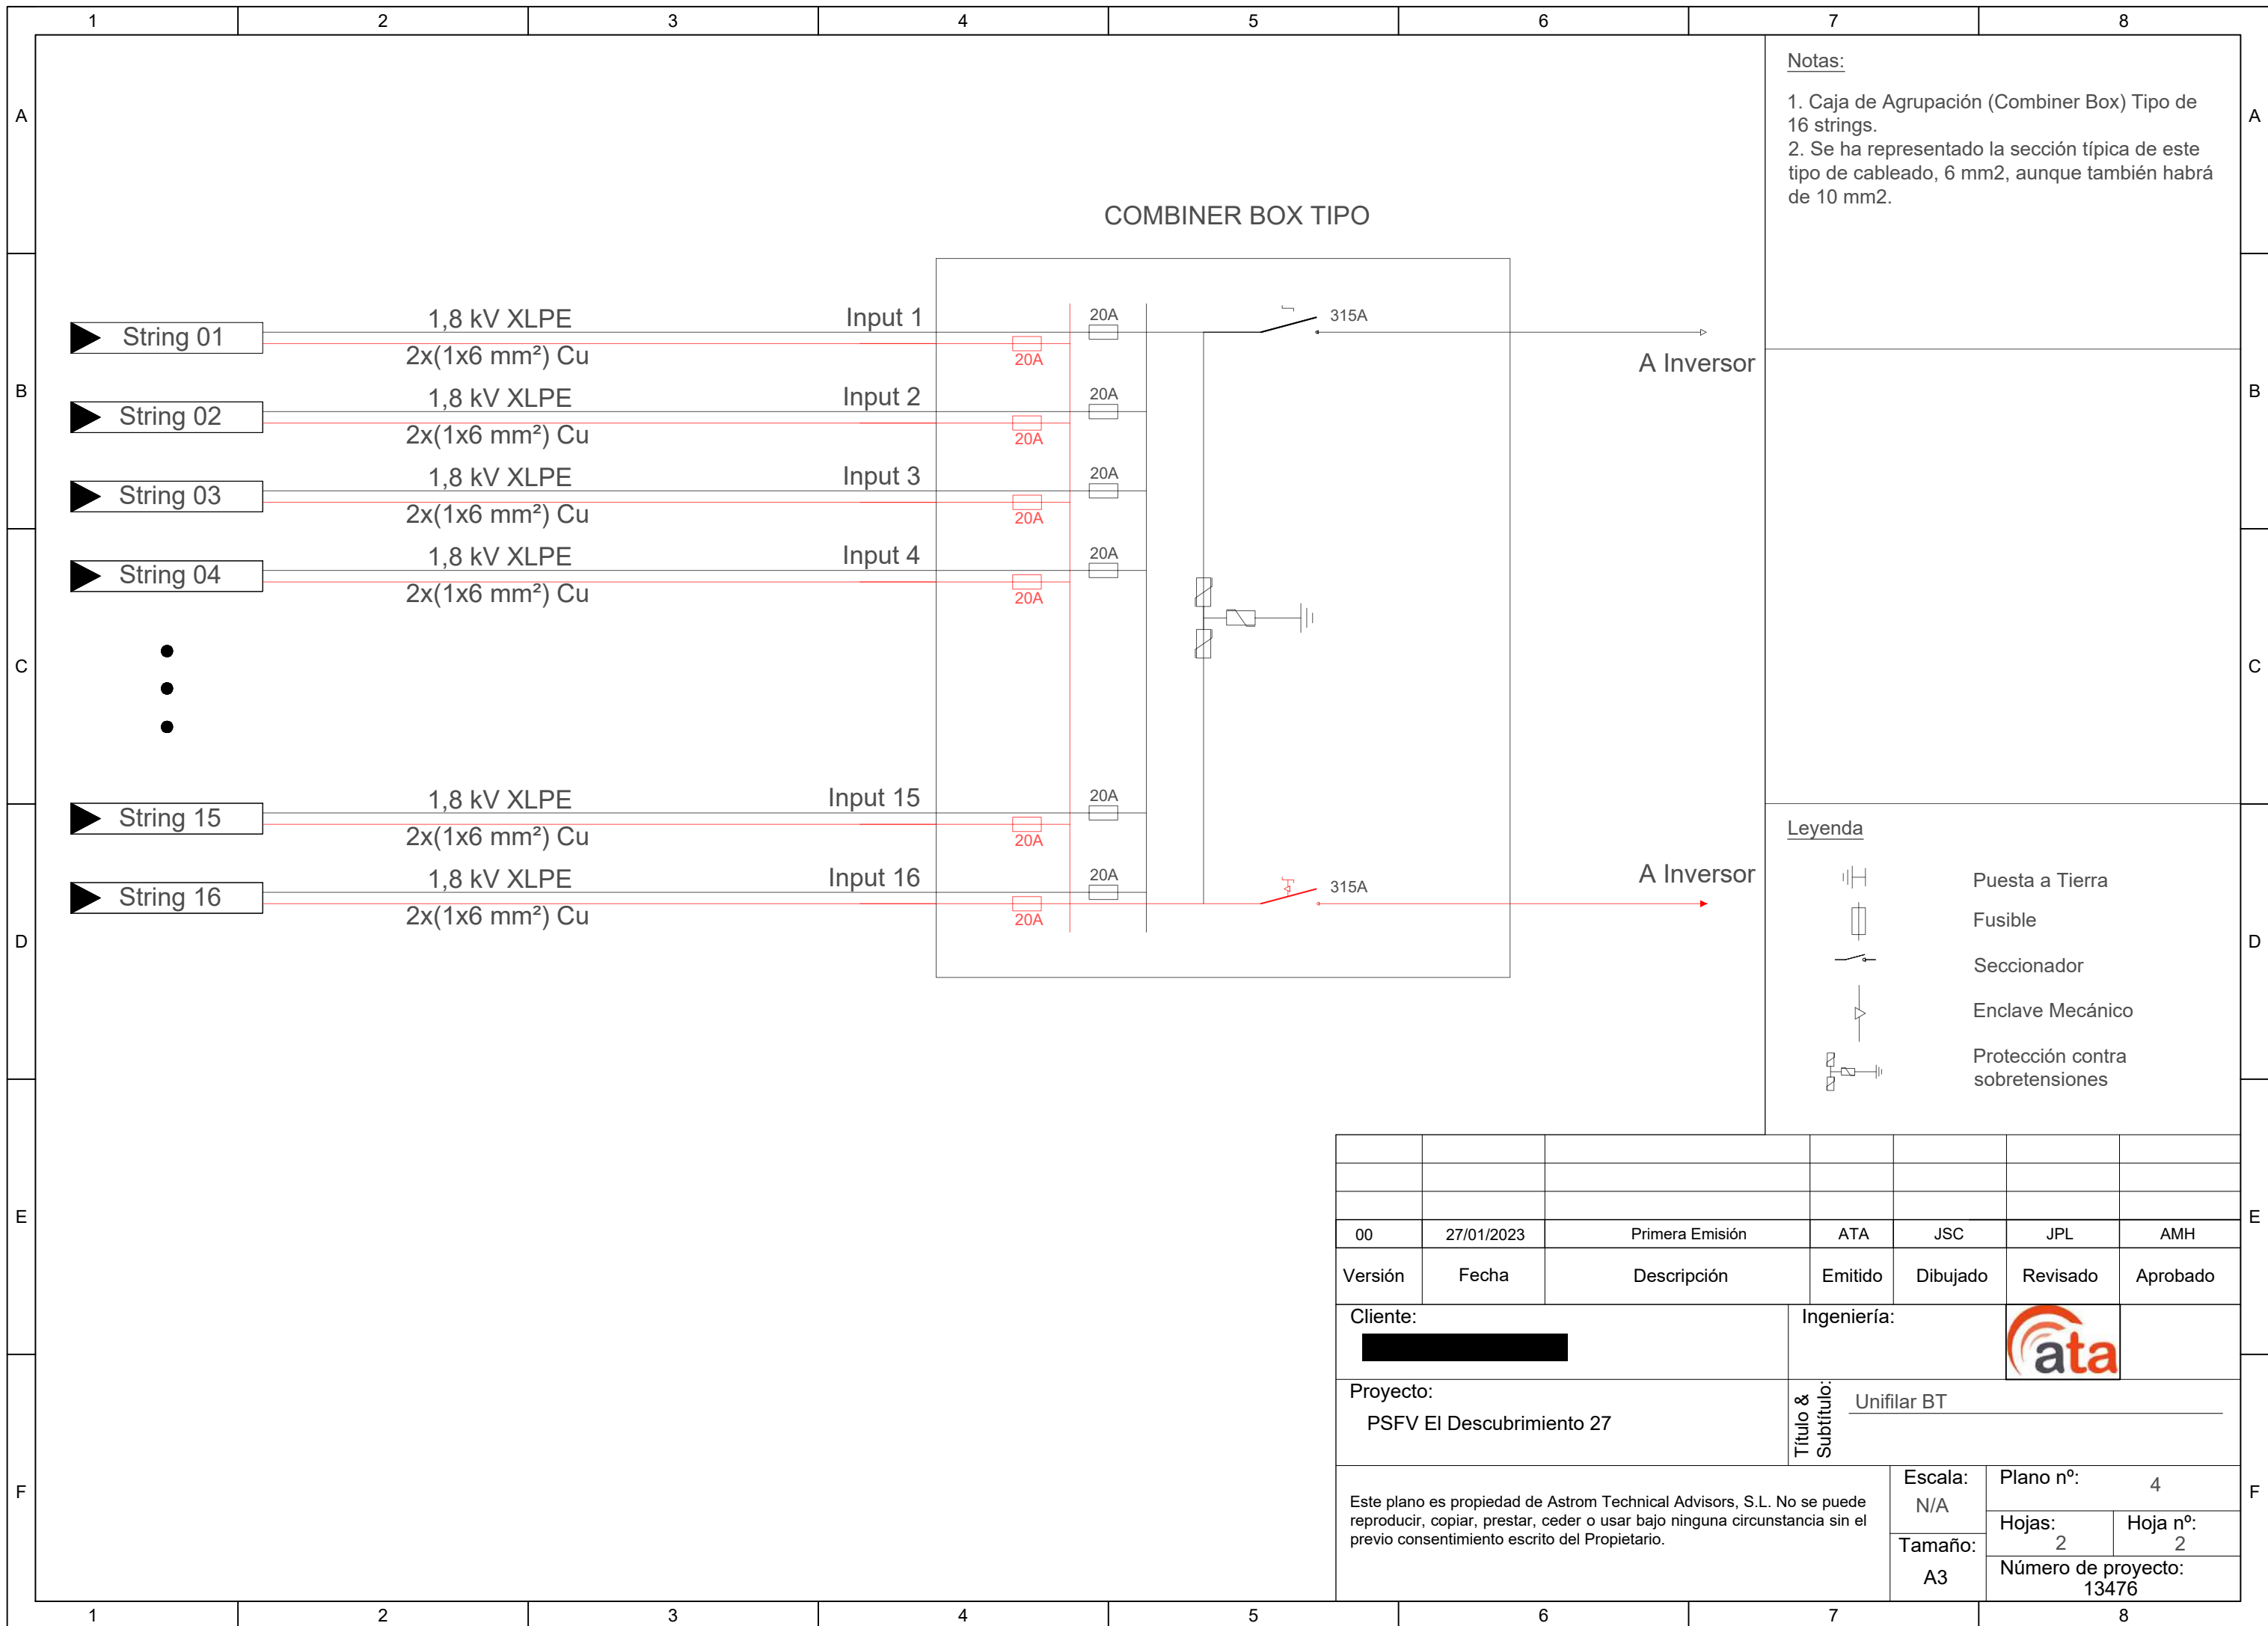 1 2 3 4 5 6 7 8
A A
B B
C C
D D
E E
F F
Notas:
1. Caja de Agrupación (Combiner Box) Tipo de
16 strings.
2. Se ha representado la sección típica de este
tipo de cableado, 6 mm2, aunque también habrá
de 10 mm2.
COMBINER BOX TIPO
String 01 1,8 kV XLPE Input 1 20A 315A
2x(1x6 mm²) Cu 20A A Inversor
String 02 1,8 kV XLPE Input 2 20A
2x(1x6 mm²) Cu 20A
String 03 1,8 kV XLPE Input 3 20A
2x(1x6 mm²) Cu 20A
String 04 1,8 kV XLPE Input 4 20A
2x(1x6 mm²) Cu 20A
String 15 1,8 kV XLPE Input 15 20A
2x(1x6 mm²) Cu 20A
String 16 1,8 kV XLPE Input 16 20A 315A A Inversor
2x(1x6 mm²) Cu 20A
Leyenda
Puesta a Tierra
Fusible
Seccionador
Enclave Mecánico
Protección contra
sobretensiones
00 27/01/2023 Primera Emisión ATA JSC JPL AMH
Versión Fecha Descripción Emitido Dibujado Revisado Aprobado
Cliente:
Ingeniería:
ata
Proyecto:
PSFV El Descubrimiento 27
Título &
Subtítulo:
Unifilar BT
Este plano es propiedad de Astrom Technical Advisors, S.L. No se puede
reproducir, copiar, prestar, ceder o usar bajo ninguna circunstancia sin el
previo consentimiento escrito del Propietario.
Escala:
N/A
Tamaño:
A3
Plano nº: 4
Hojas:
2
Hoja nº:
2
Número de proyecto:
13476
1 2 3 4 5 6 7 8